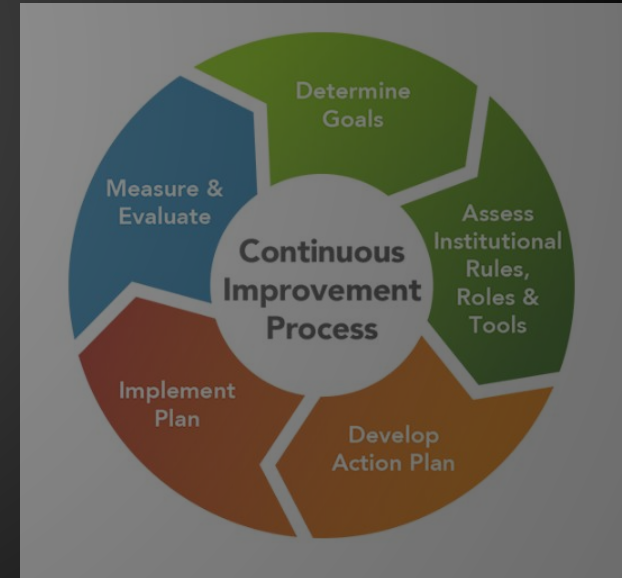 Continuous
Improvement
Process
Determine
Goals
Assess
Institutional
Rules,
Roles &
Tools
Develop
Action Plan
Implement
Plan
Measure &
Evaluate